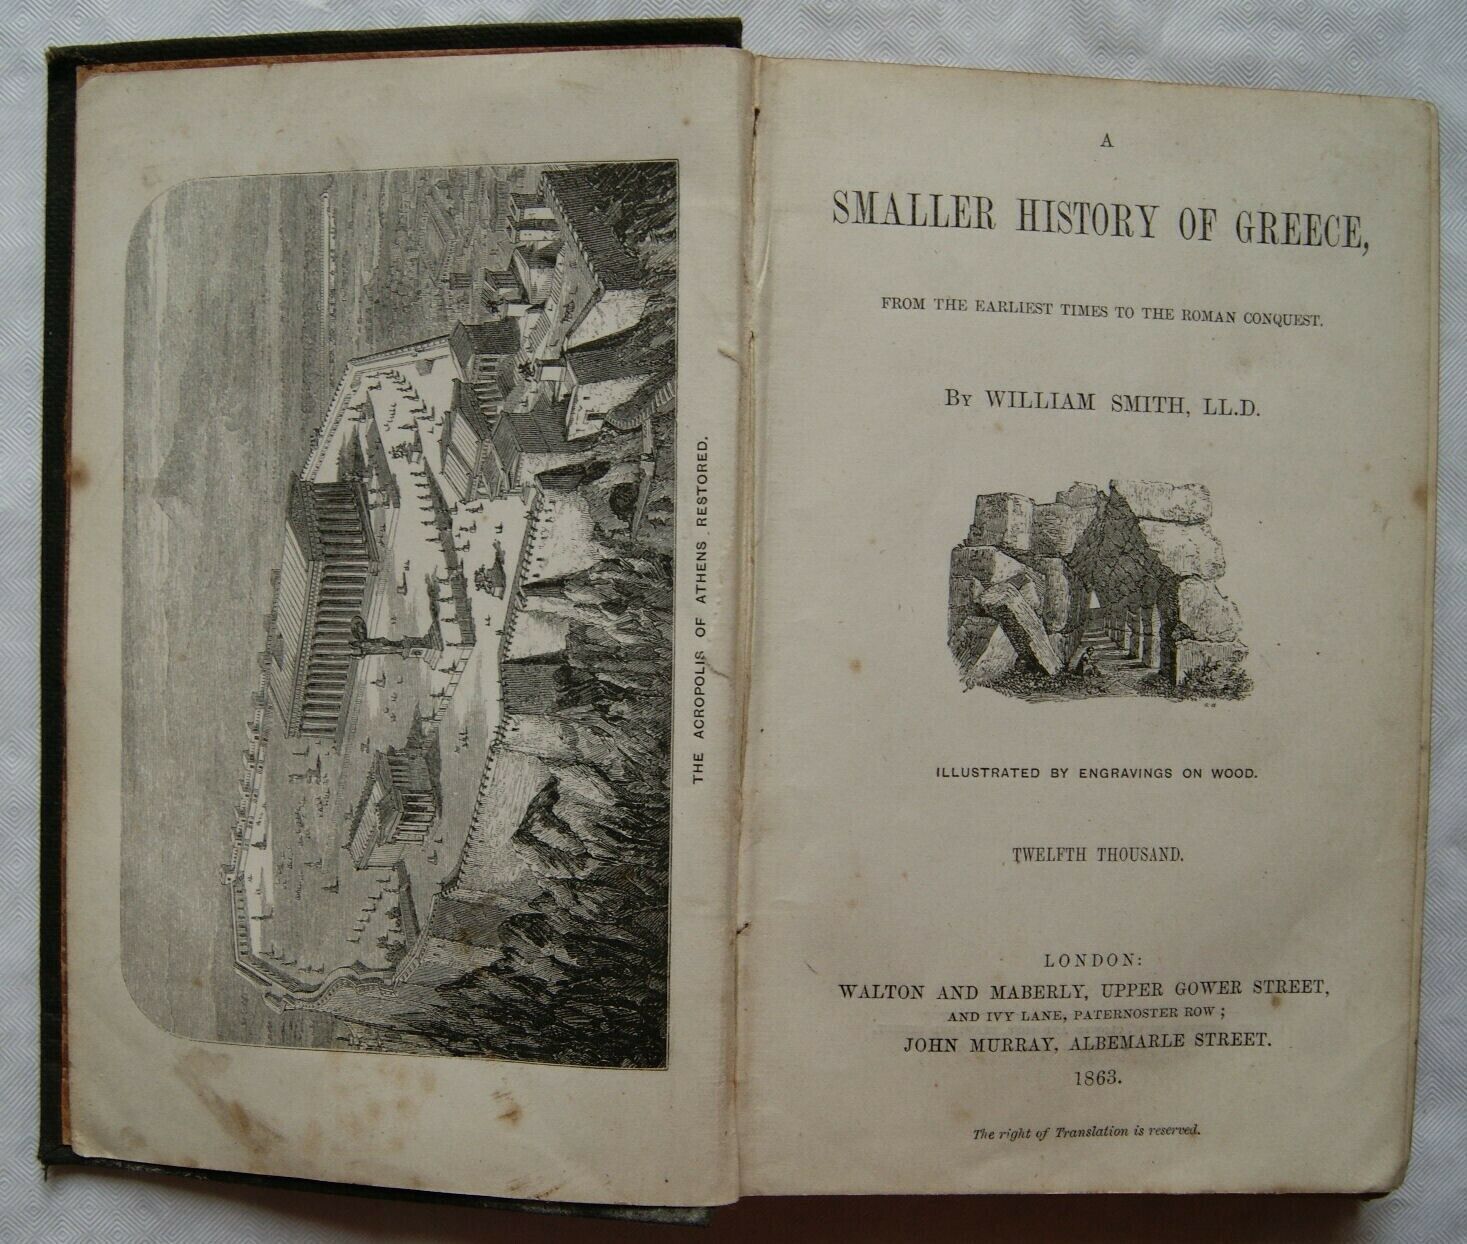 THE ACROPOLIS OF ATHENS RESTORED.
A
SMALLER HISTORY OF GREECE,
FROM THE EARLIEST TIMES TO THE ROMAN CONQUEST.
By WILLIAM SMITH, LL.D.
ILLUSTRATED BY ENGRAVINGS ON WOOD.
TWELFTH THOUSAND.
LONDON:
WALTON AND MABERLY, UPPER GOWER STREET,
AND IVY LANE, PATERNOSTER ROW;
JOHN MURRAY, ALBEMARLE STREET.
1863.
The right of Translation is reserved.